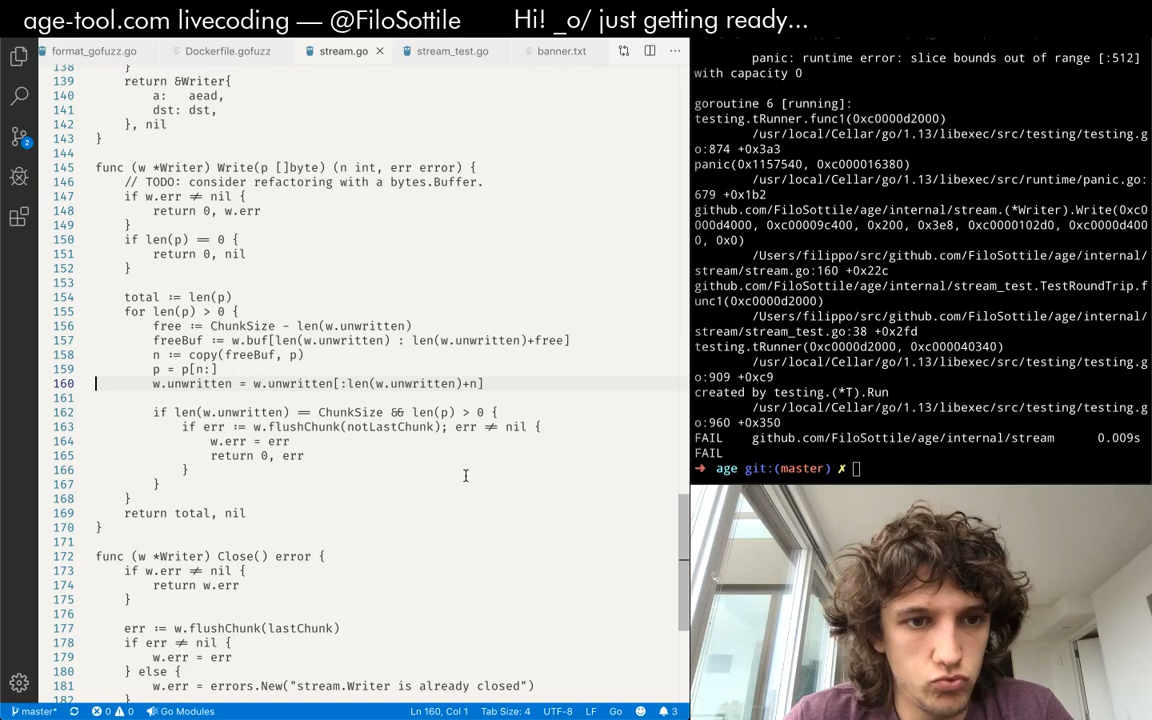 age-tool.com livecoding — @FiloSottile
Hi! _o/ just getting ready...
format_gofuzz.go
Dockerfile.gofuzz
stream.go
stream_test.go
banner.txt
138 }
139 return &Writer{
140 a: aead,
141 dst: dst,
142 }, nil
143 }
144
145 func (w *Writer) Write(p []byte) (n int, err error) {
146 // TODO: consider refactoring with a bytes.Buffer.
147 if w.err ≠ nil {
148 return 0, w.err
149 }
150 if len(p) == 0 {
151 return 0, nil
152 }
153
154 total := len(p)
155 for len(p) > 0 {
156 free := ChunkSize - len(w.unwritten)
157 freeBuf := w.buf[len(w.unwritten) : len(w.unwritten)+free]
158 n := copy(freeBuf, p)
159 p = p[n:]
160 w.unwritten = w.unwritten[:len(w.unwritten)+n]
161
162 if len(w.unwritten) == ChunkSize && len(p) > 0 {
163 if err := w.flushChunk(notLastChunk); err ≠ nil {
164 w.err = err
165 return 0, err
166 }
167 }
168 }
169 return total, nil
170 }
171
172 func (w *Writer) Close() error {
173 if w.err ≠ nil {
174 return w.err
175 }
176
177 err := w.flushChunk(lastChunk)
178 if err ≠ nil {
179 w.err = err
180 } else {
181 w.err = errors.New("stream.Writer is already closed")
182 }
2
master*
0
0
Go Modules
Ln 160, Col 1
Tab Size: 4
UTF-8
LF
Go
3
panic: runtime error: slice bounds out of range [:512]
with capacity 0
goroutine 6 [running]:
testing.tRunner.func1(0xc0000d2000)
/usr/local/Cellar/go/1.13/libexec/src/testing/testing.g
o:874 +0x3a3
panic(0x1157540, 0xc000016380)
/usr/local/Cellar/go/1.13/libexec/src/runtime/panic.go:
679 +0x1b2
github.com/FiloSottile/age/internal/stream.(*Writer).Write(0xc0
000d4000, 0xc00009c400, 0x200, 0x3e8, 0xc0000102d0, 0xc0000d400
0, 0x0)
/Users/filippo/src/github.com/FiloSottile/age/internal/
stream/stream.go:160 +0x22c
github.com/FiloSottile/age/internal/stream_test.TestRoundTrip.f
unc1(0xc0000d2000)
/Users/filippo/src/github.com/FiloSottile/age/internal/
stream/stream_test.go:38 +0x2fd
testing.tRunner(0xc0000d2000, 0xc000040340)
/usr/local/Cellar/go/1.13/libexec/src/testing/testing.g
o:909 +0xc9
created by testing.(*T).Run
/usr/local/Cellar/go/1.13/libexec/src/testing/testing.g
o:960 +0x350
FAIL github.com/FiloSottile/age/internal/stream 0.009s
FAIL
→ age git:(master) ✗